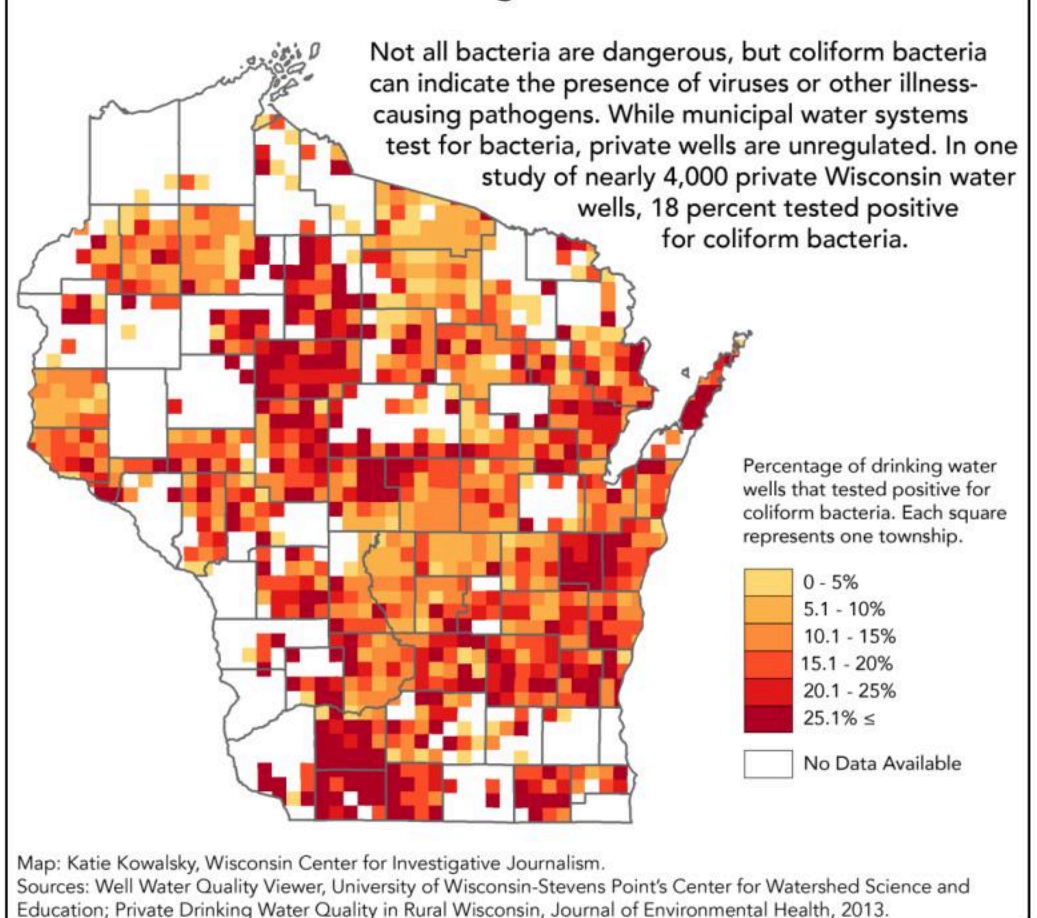 Not all bacteria are dangerous, but coliform bacteria
can indicate the presence of viruses or other illness-
causing pathogens. While municipal water systems
test for bacteria, private wells are unregulated. In one
study of nearly 4,000 private Wisconsin water
wells, 18 percent tested positive
for coliform bacteria.
Percentage of drinking water
wells that tested positive for
coliform bacteria. Each square
represents one township.
0 - 5%
5.1 - 10%
10.1 - 15%
15.1 - 20%
20.1 - 25%
25.1% ≤
No Data Available
Map: Katie Kowalsky, Wisconsin Center for Investigative Journalism.
Sources: Well Water Quality Viewer, University of Wisconsin-Stevens Point's Center for Watershed Science and
Education; Private Drinking Water Quality in Rural Wisconsin, Journal of Environmental Health, 2013.